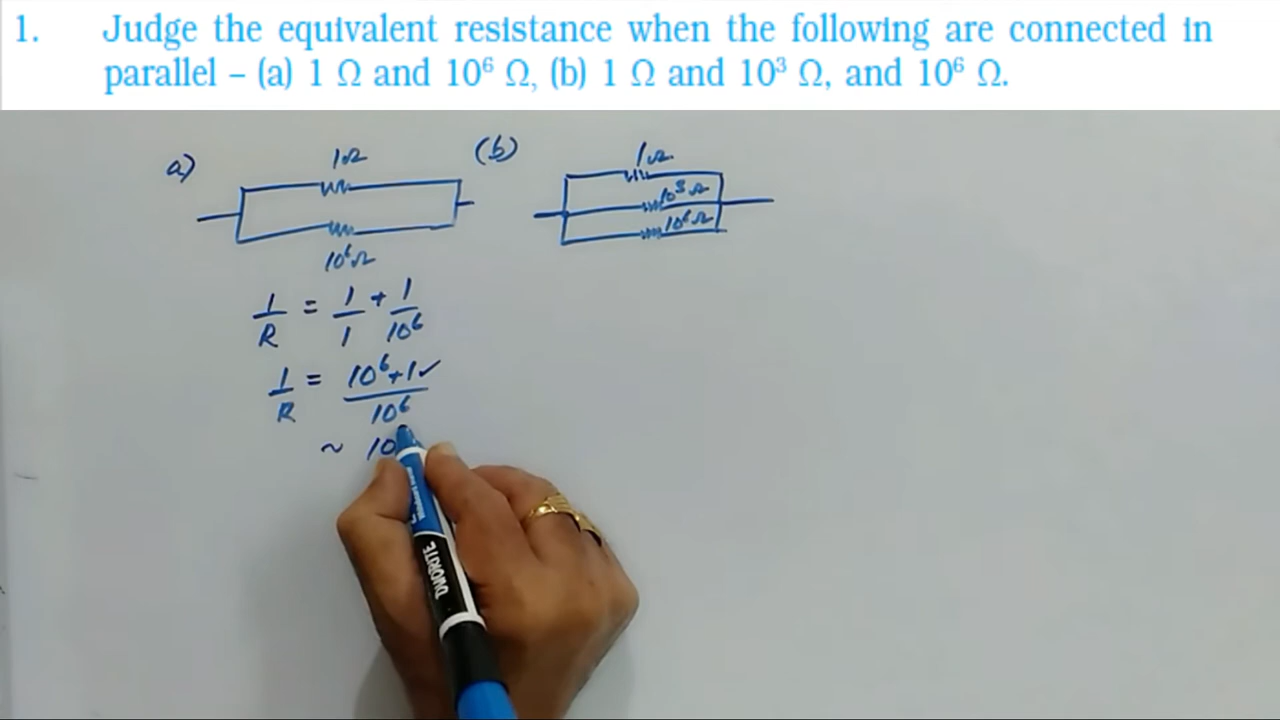 1. Judge the equivalent resistance when the following are connected in
parallel – (a) 1 Ω and 10⁶ Ω, (b) 1 Ω and 10³ Ω, and 10⁶ Ω.
a) 1Ω
10⁶Ω
(b) 1Ω
10³Ω
10⁶Ω
1/R = 1/1 + 1/10⁶
1/R = 10⁶+1/10⁶
~ 10
DWORITE